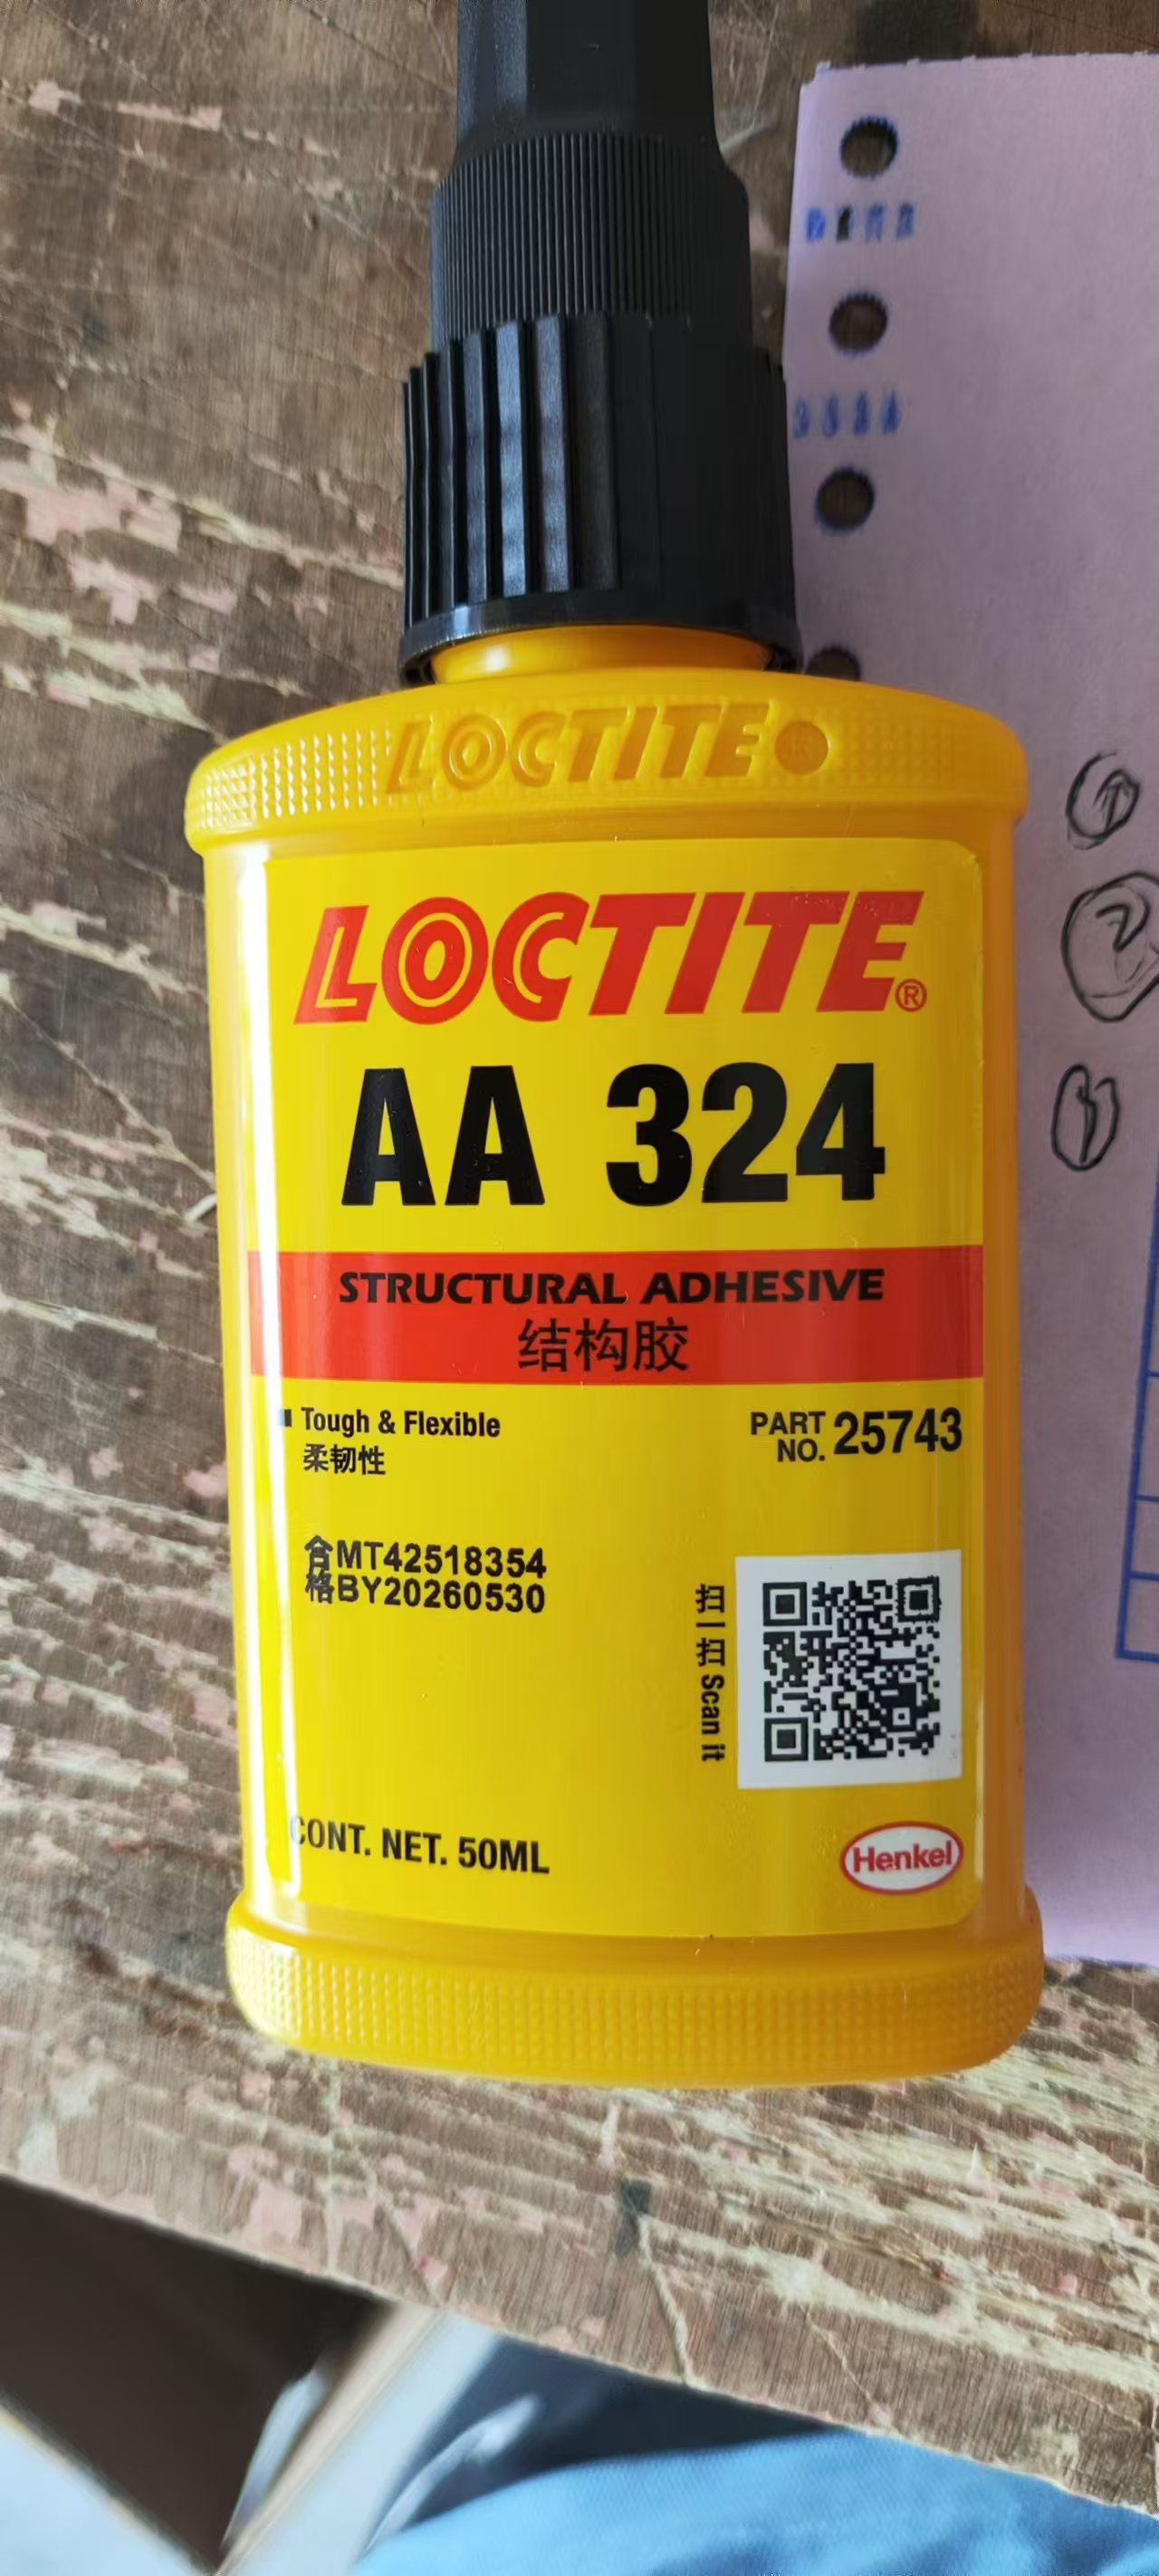 LOCTITE®
LOCTITE®
AA 324
STRUCTURAL ADHESIVE
结构胶
Tough & Flexible
柔韧性
PART NO. 25743
合MT42518354
格BY20260530
扫一扫 Scan it
CONT. NET. 50ML
Henkel
①
②